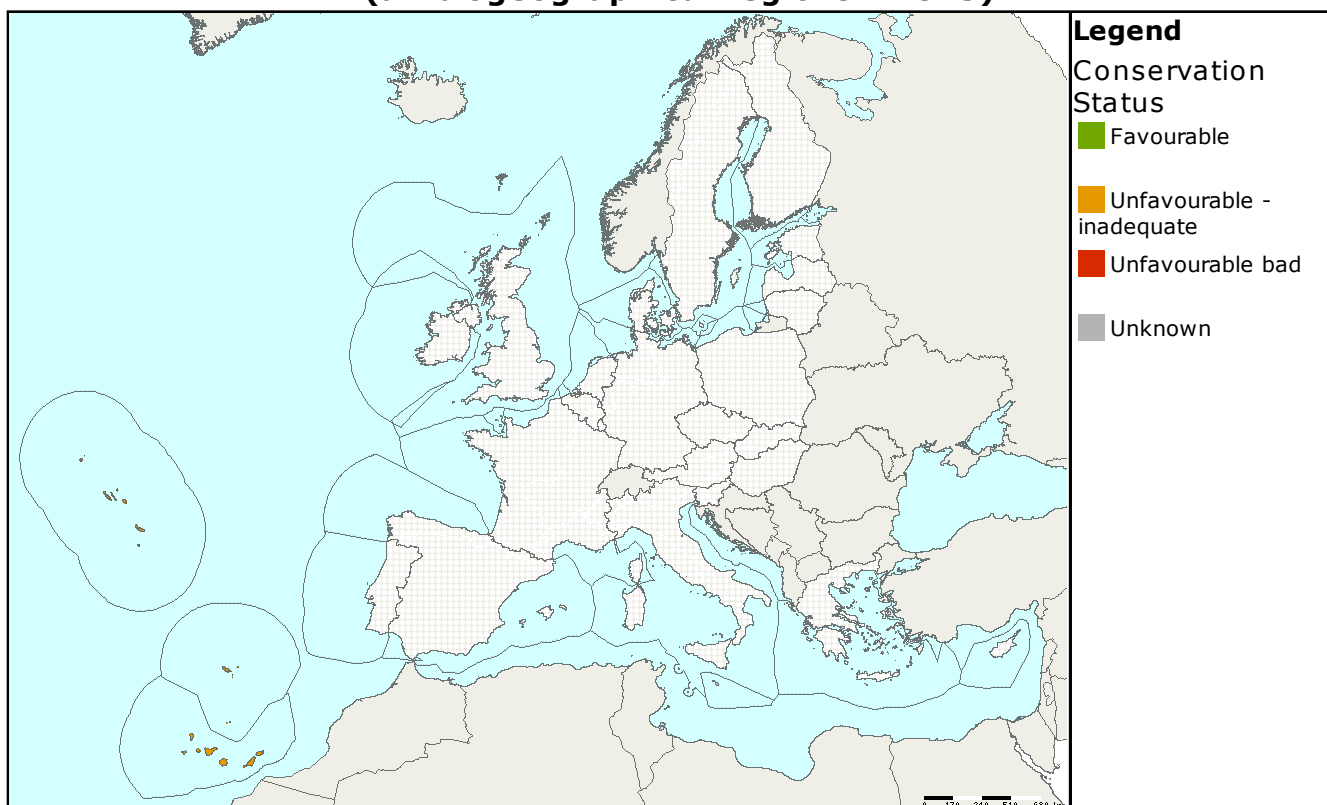 Legend
Conservation
Status
Favourable
Unfavourable -
inadequate
Unfavourable bad
Unknown